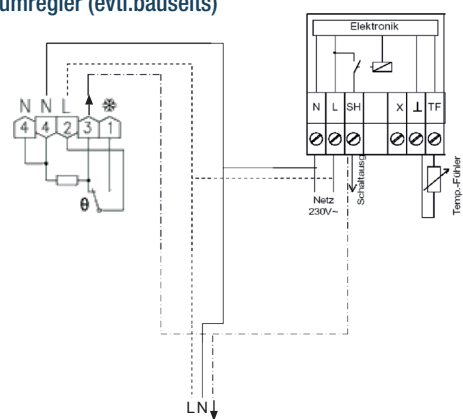 umregler (evtl.bauseits)
Elektronik
N N L
4 4 2 3 1
θ
N L SH X ⊥ TF
Netz
230V~
Schaltausg
Temp.-Fühler
L N